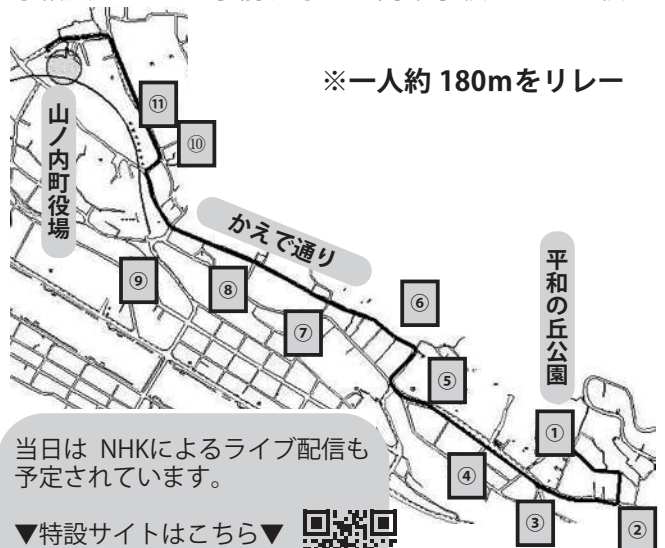 ※一人約 180mをリレー
⑪
⑩
山ノ内町役場
かえで通り
平和の丘公園
⑨
⑧
⑦
⑥
⑤
①
④
③
②
当日は NHKによるライブ配信も
予定されています。
▼特設サイトはこちら▼